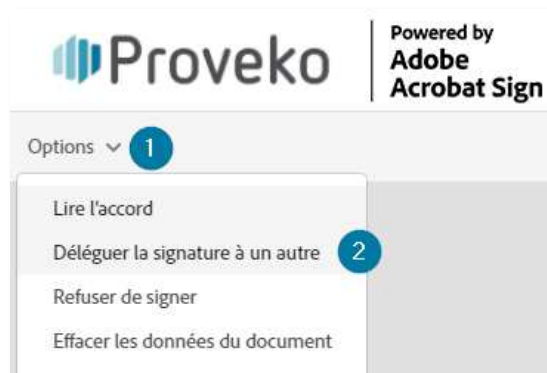 Proveko
Powered by
Adobe
Acrobat Sign
Options 1
Lire l'accord
Déléguer la signature à un autre 2
Refuser de signer
Effacer les données du document